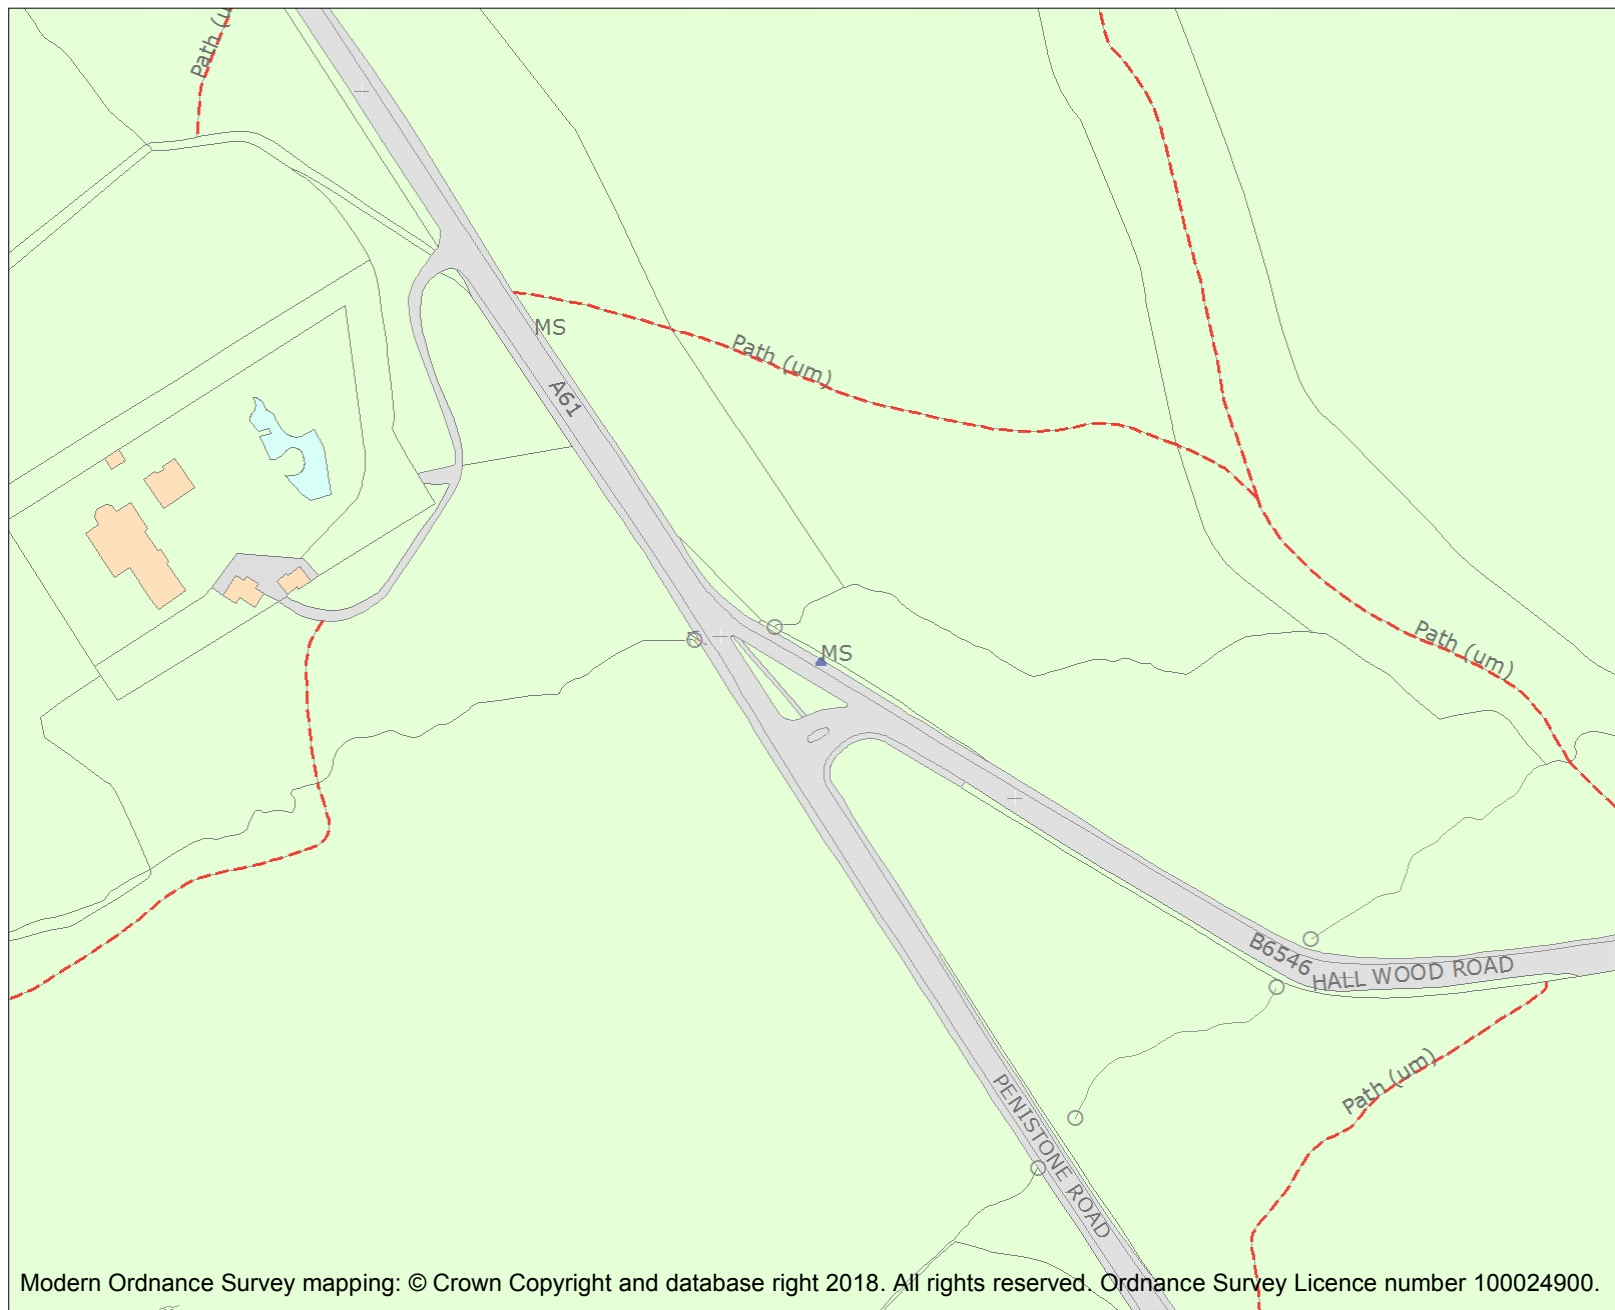 Path (u
MS
A61
Path (um)
MS
Path (um)
B6546
HALL WOOD ROAD
Path (um)
PENISTONE ROAD
Modern Ordnance Survey mapping: © Crown Copyright and database right 2018. All rights reserved. Ordnance Survey Licence number 100024900.